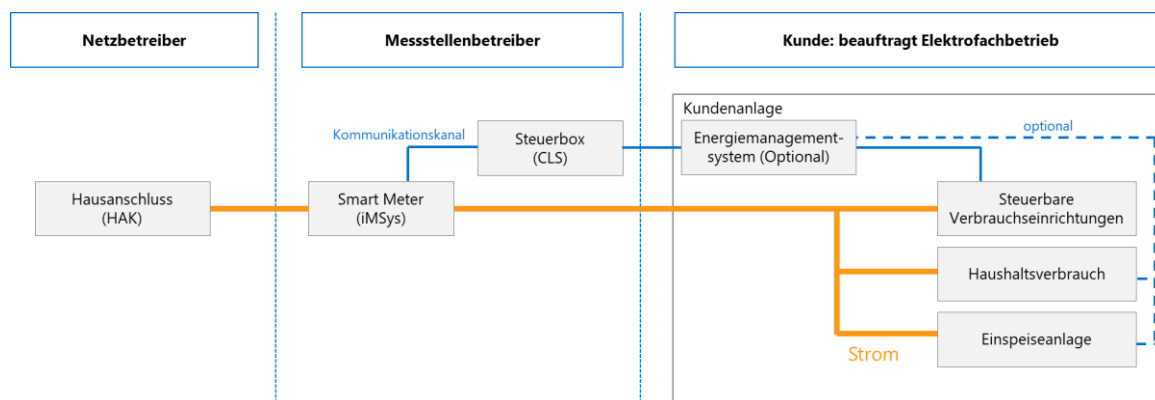 Netzbetreiber
Messstellenbetreiber
Kunde: beauftragt Elektrofachbetrieb
Kundenanlage
Kommunikationskanal
Steuerbox
(CLS)
Energiemanagement-
system (Optional)
optional
Hausanschluss
(HAK)
Smart Meter
(iMSys)
Steuerbare
Verbrauchseinrichtungen
Haushaltsverbrauch
Einspeiseanlage
Strom